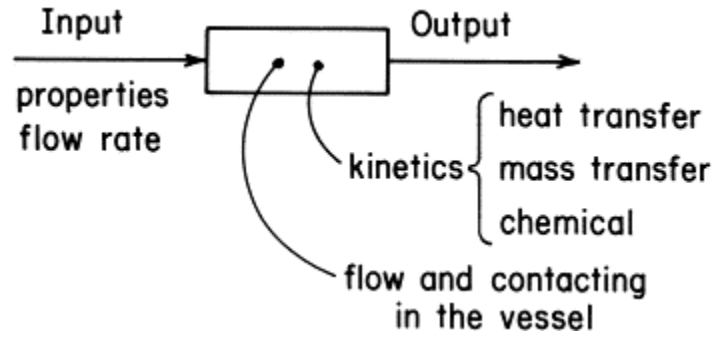 Input
Output
properties
flow rate
kinetics
heat transfer
mass transfer
chemical
flow and contacting
in the vessel